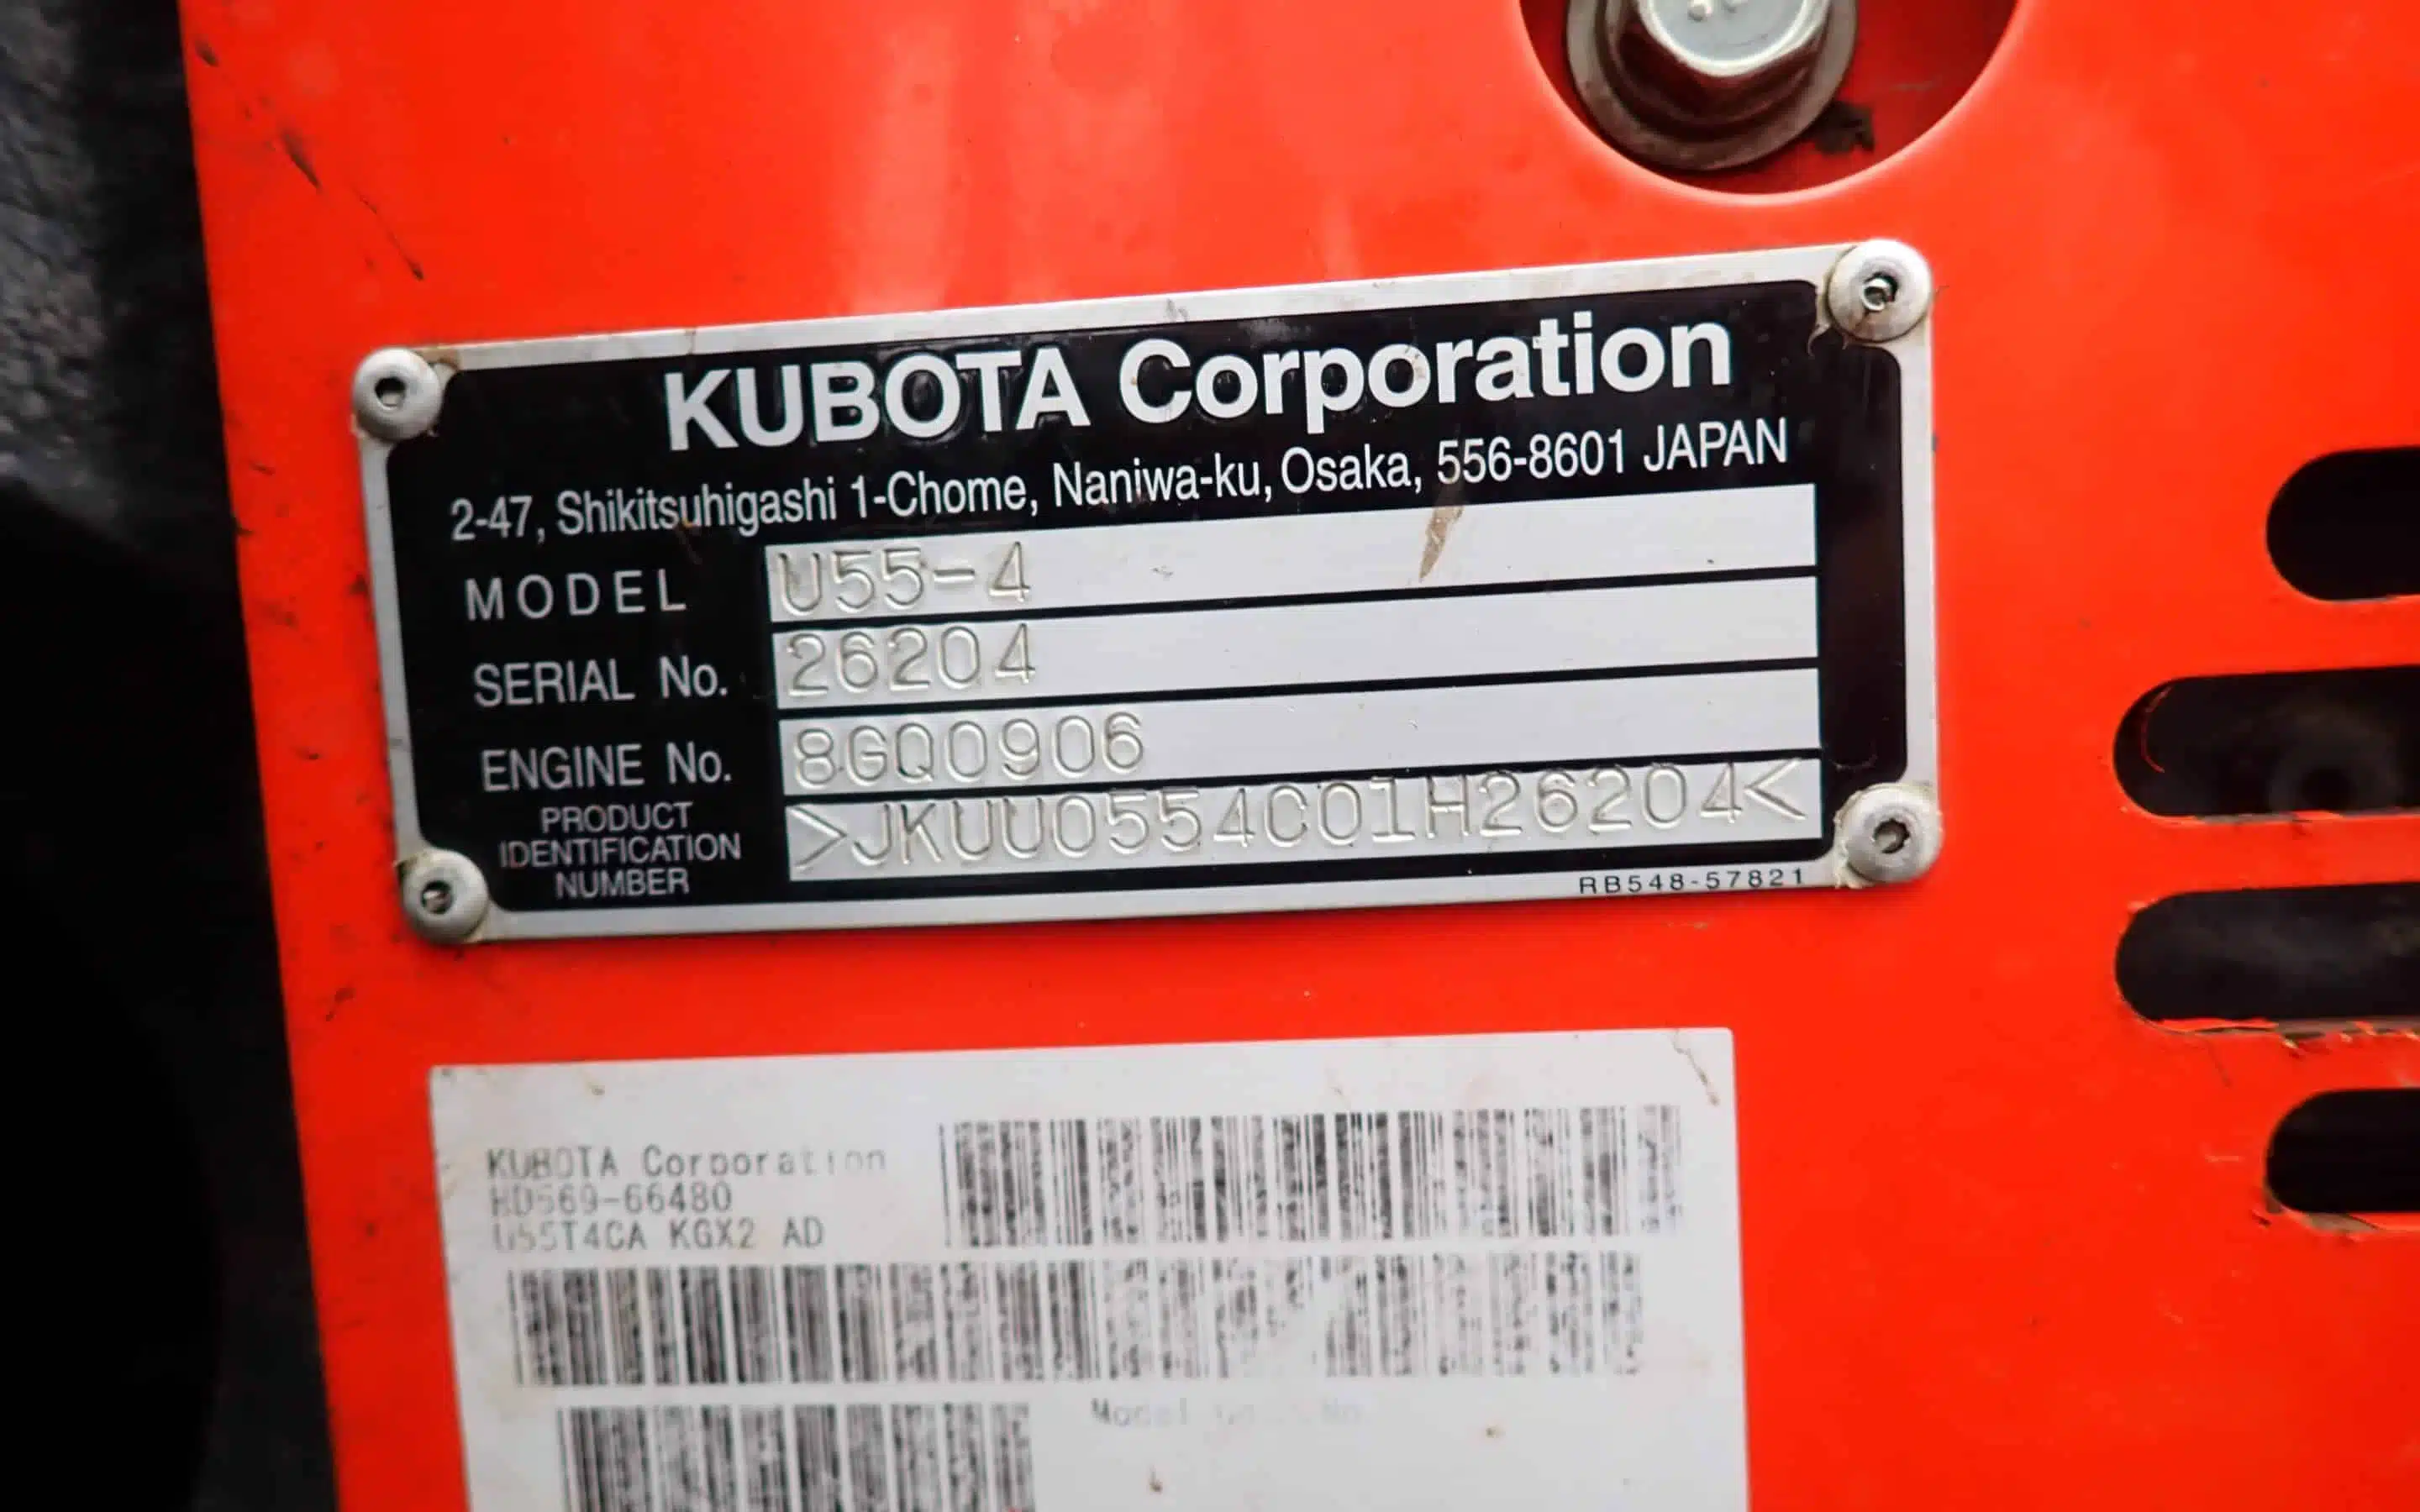 KUBOTA Corporation
2-47, Shikitsuhigashi 1-Chome, Naniwa-ku, Osaka, 556-8601 JAPAN
MODEL U55-4
SERIAL No. 26204
ENGINE No. 8GQ0906
PRODUCT IDENTIFICATION NUMBER >JKUU0554C01H26204<
RB548-57821
KUBOTA Corporation
RD569-66480
U55T4CA KGX2 AD
Model